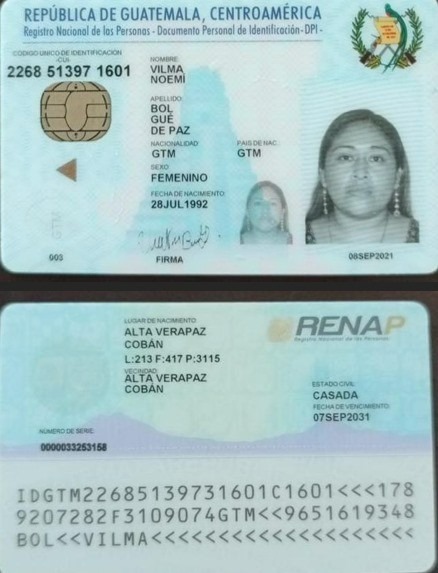 REPÚBLICA DE GUATEMALA, CENTROAMÉRICA
Registro Nacional de las Personas - Documento Personal de Identificación -DPI -
CÓDIGO ÚNICO DE IDENTIFICACIÓN
-CUI-
2268 51397 1601
NOMBRE:
VILMA
NOEMÍ
APELLIDO:
BOL
GUÉ
DE PAZ
NACIONALIDAD PAIS DE NAC.
GTM GTM
SEXO:
FEMENINO
FECHA DE NACIMIENTO:
28JUL1992
GTM
003 FIRMA 08SEP2021
LUGAR DE NACIMIENTO:
ALTA VERAPAZ
COBÁN
L:213 F:417 P:3115
VECINDAD:
ALTA VERAPAZ
COBÁN
RENAP
Registro Nacional de las Personas
ESTADO CIVIL
CASADA
FECHA DE VENCIMIENTO:
07SEP2031
NÚMERO DE SERIE:
0000033253158
IDGTM22685139731601C1601<<<178
9207282F3109074GTM<<9651619348
BOL<<VILMA<<<<<<<<<<<<<<<<<<<<